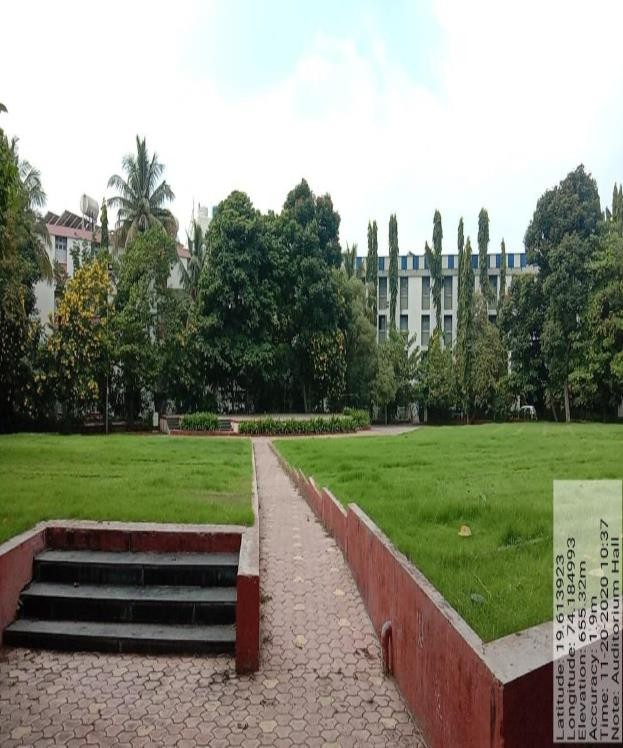 Latitude: 19.613923
Longitude: 74.184993
Elevation: 655.32m
Accuracy: 1.9m
Time: 11-20-2020 10:37
Note: Auditorium Hall